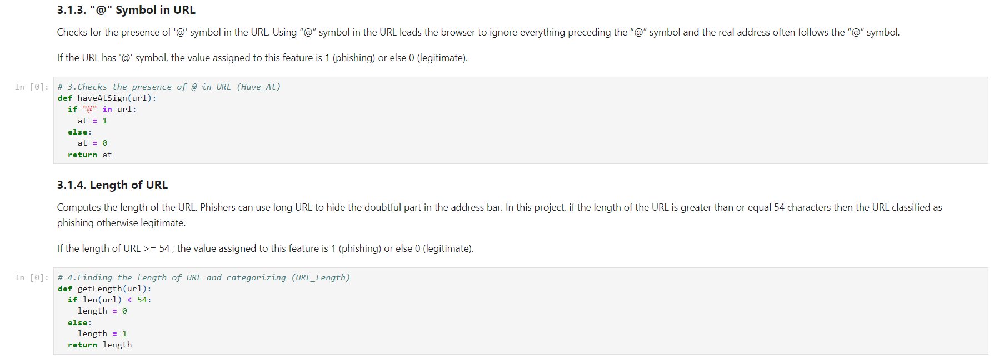 3.1.3. "@" Symbol in URL
Checks for the presence of '@' symbol in the URL. Using “@” symbol in the URL leads the browser to ignore everything preceding the “@” symbol and the real address often follows the “@” symbol.
If the URL has '@' symbol, the value assigned to this feature is 1 (phishing) or else 0 (legitimate).
In [0]:
# 3.Checks the presence of @ in URL (Have_At)
def haveAtSign(url):
  if "@" in url:
    at = 1
  else:
    at = 0
  return at
3.1.4. Length of URL
Computes the length of the URL. Phishers can use long URL to hide the doubtful part in the address bar. In this project, if the length of the URL is greater than or equal 54 characters then the URL classified as
phishing otherwise legitimate.
If the length of URL >= 54 , the value assigned to this feature is 1 (phishing) or else 0 (legitimate).
In [0]:
# 4.Finding the length of URL and categorizing (URL_Length)
def getLength(url):
  if len(url) < 54:
    length = 0
  else:
    length = 1
  return length